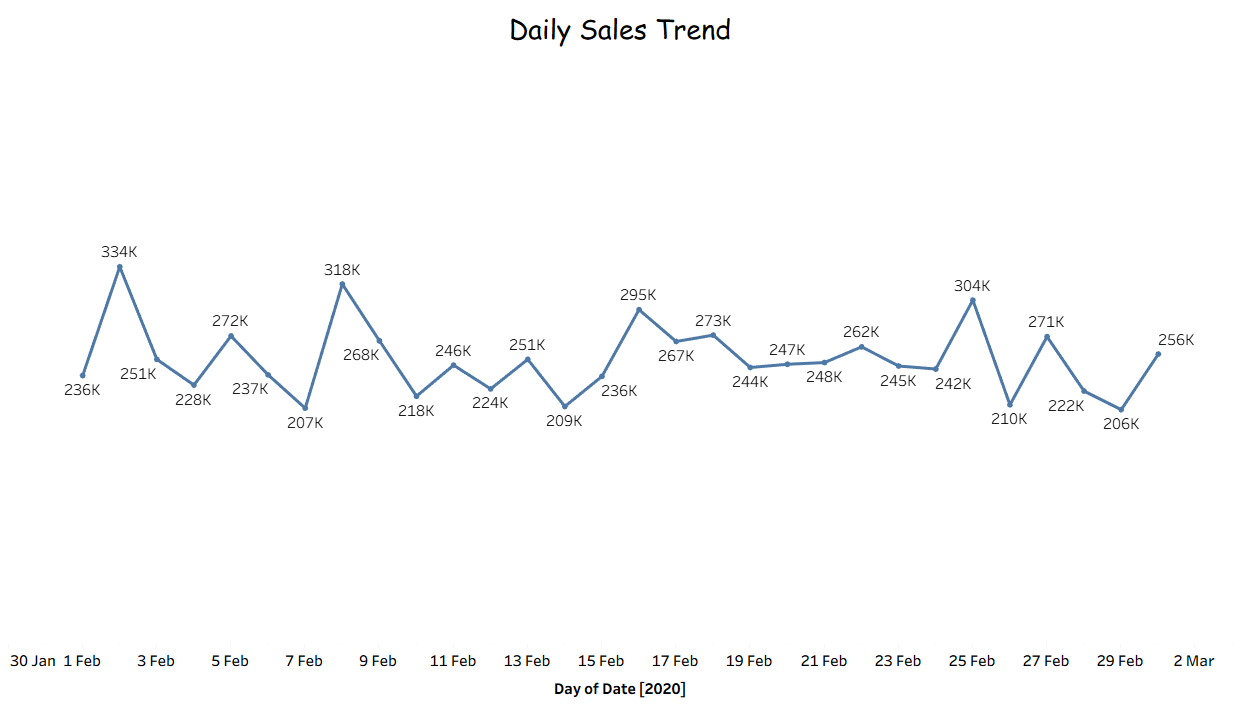 Daily Sales Trend
334K
318K
304K
295K
272K
273K
271K
262K
256K
246K
251K
247K
251K
268K
267K
248K
236K
228K
237K
244K
245K
242K
236K
218K
224K
222K
207K
209K
210K
206K
30 Jan 1 Feb 3 Feb 5 Feb 7 Feb 9 Feb 11 Feb 13 Feb 15 Feb 17 Feb 19 Feb 21 Feb 23 Feb 25 Feb 27 Feb 29 Feb 2 Mar
Day of Date [2020]